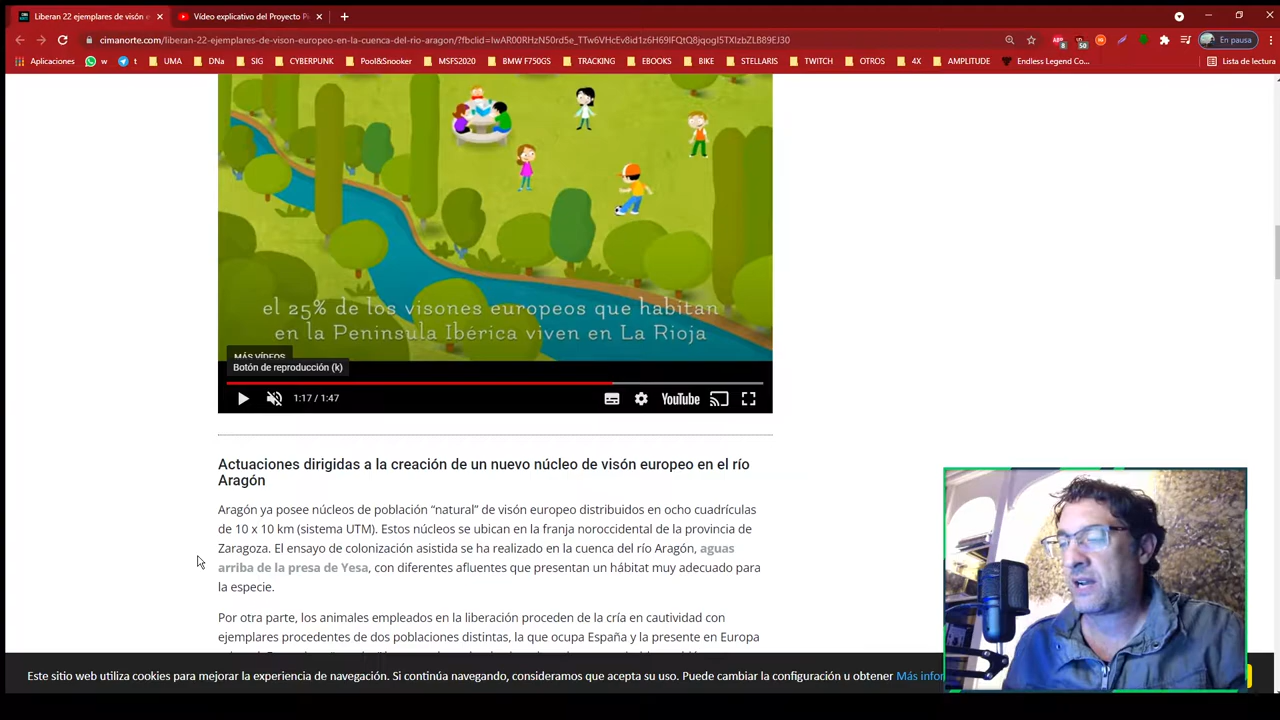 Liberan 22 ejemplares de visón e
Vídeo explicativo del Proyecto P
cimanorte.com/liberan-22-ejemplares-de-vison-europeo-en-la-cuenca-del-rio-aragon/
En pausa
Aplicaciones
w
t
UMA
DNa
SIG
CYBERPUNK
Pool&Snooker
MSFS2020
BMW F750GS
TRACKING
EBOOKS
BIKE
STELLARIS
TWITCH
OTROS
4X
AMPLITUDE
Endless Legend Co...
Lista de lectura
el 25% de los visones europeos que habitan
en la Peninsula Ibérica viven en La Rioja
MÁS VÍDEOS
Botón de reproducción (k)
1:17 / 1:47
YouTube
Actuaciones dirigidas a la creación de un nuevo núcleo de visón europeo en el río
Aragón
Aragón ya posee núcleos de población “natural” de visón europeo distribuidos en ocho cuadrículas
de 10 x 10 km (sistema UTM). Estos núcleos se ubican en la franja noroccidental de la provincia de
Zaragoza. El ensayo de colonización asistida se ha realizado en la cuenca del río Aragón, aguas
arriba de la presa de Yesa, con diferentes afluentes que presentan un hábitat muy adecuado para
la especie.
Por otra parte, los animales empleados en la liberación proceden de la cría en cautividad con
ejemplares procedentes de dos poblaciones distintas, la que ocupa España y la presente en Europa
Este sitio web utiliza cookies para mejorar la experiencia de navegación. Si continúa navegando, consideramos que acepta su uso. Puede cambiar la configuración u obtener Más infor